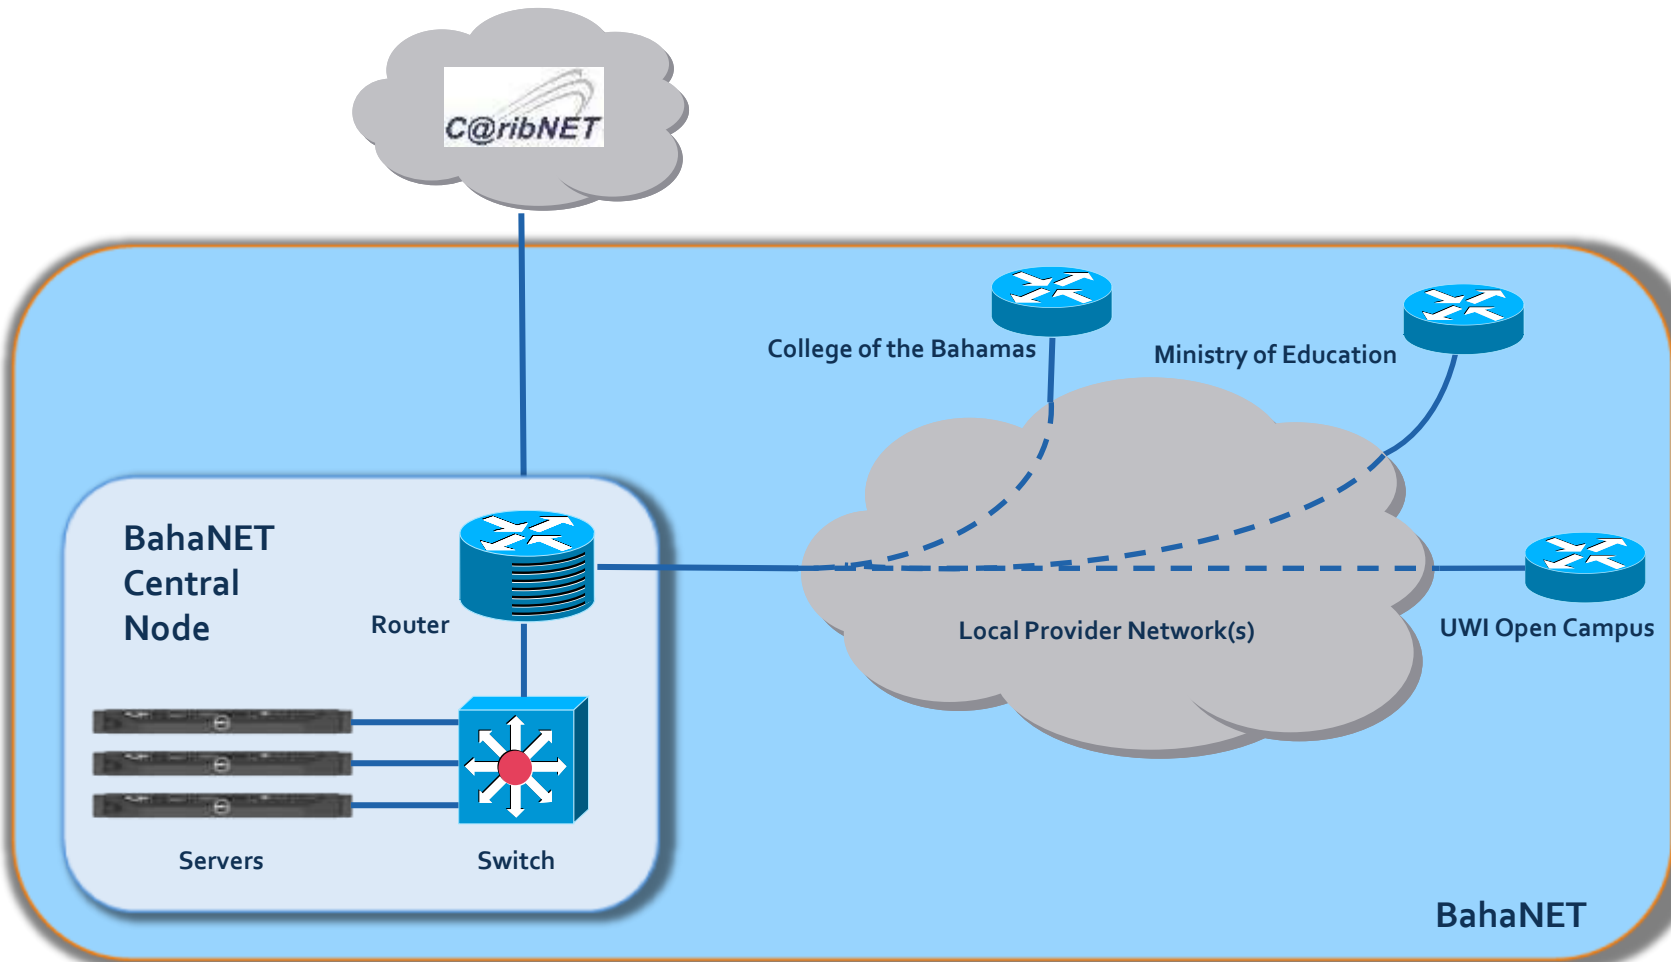 C@ribNET
College of the Bahamas
Ministry of Education
BahaNET
Central
Node
Router
Local Provider Network(s)
UWI Open Campus
Servers
Switch
BahaNET